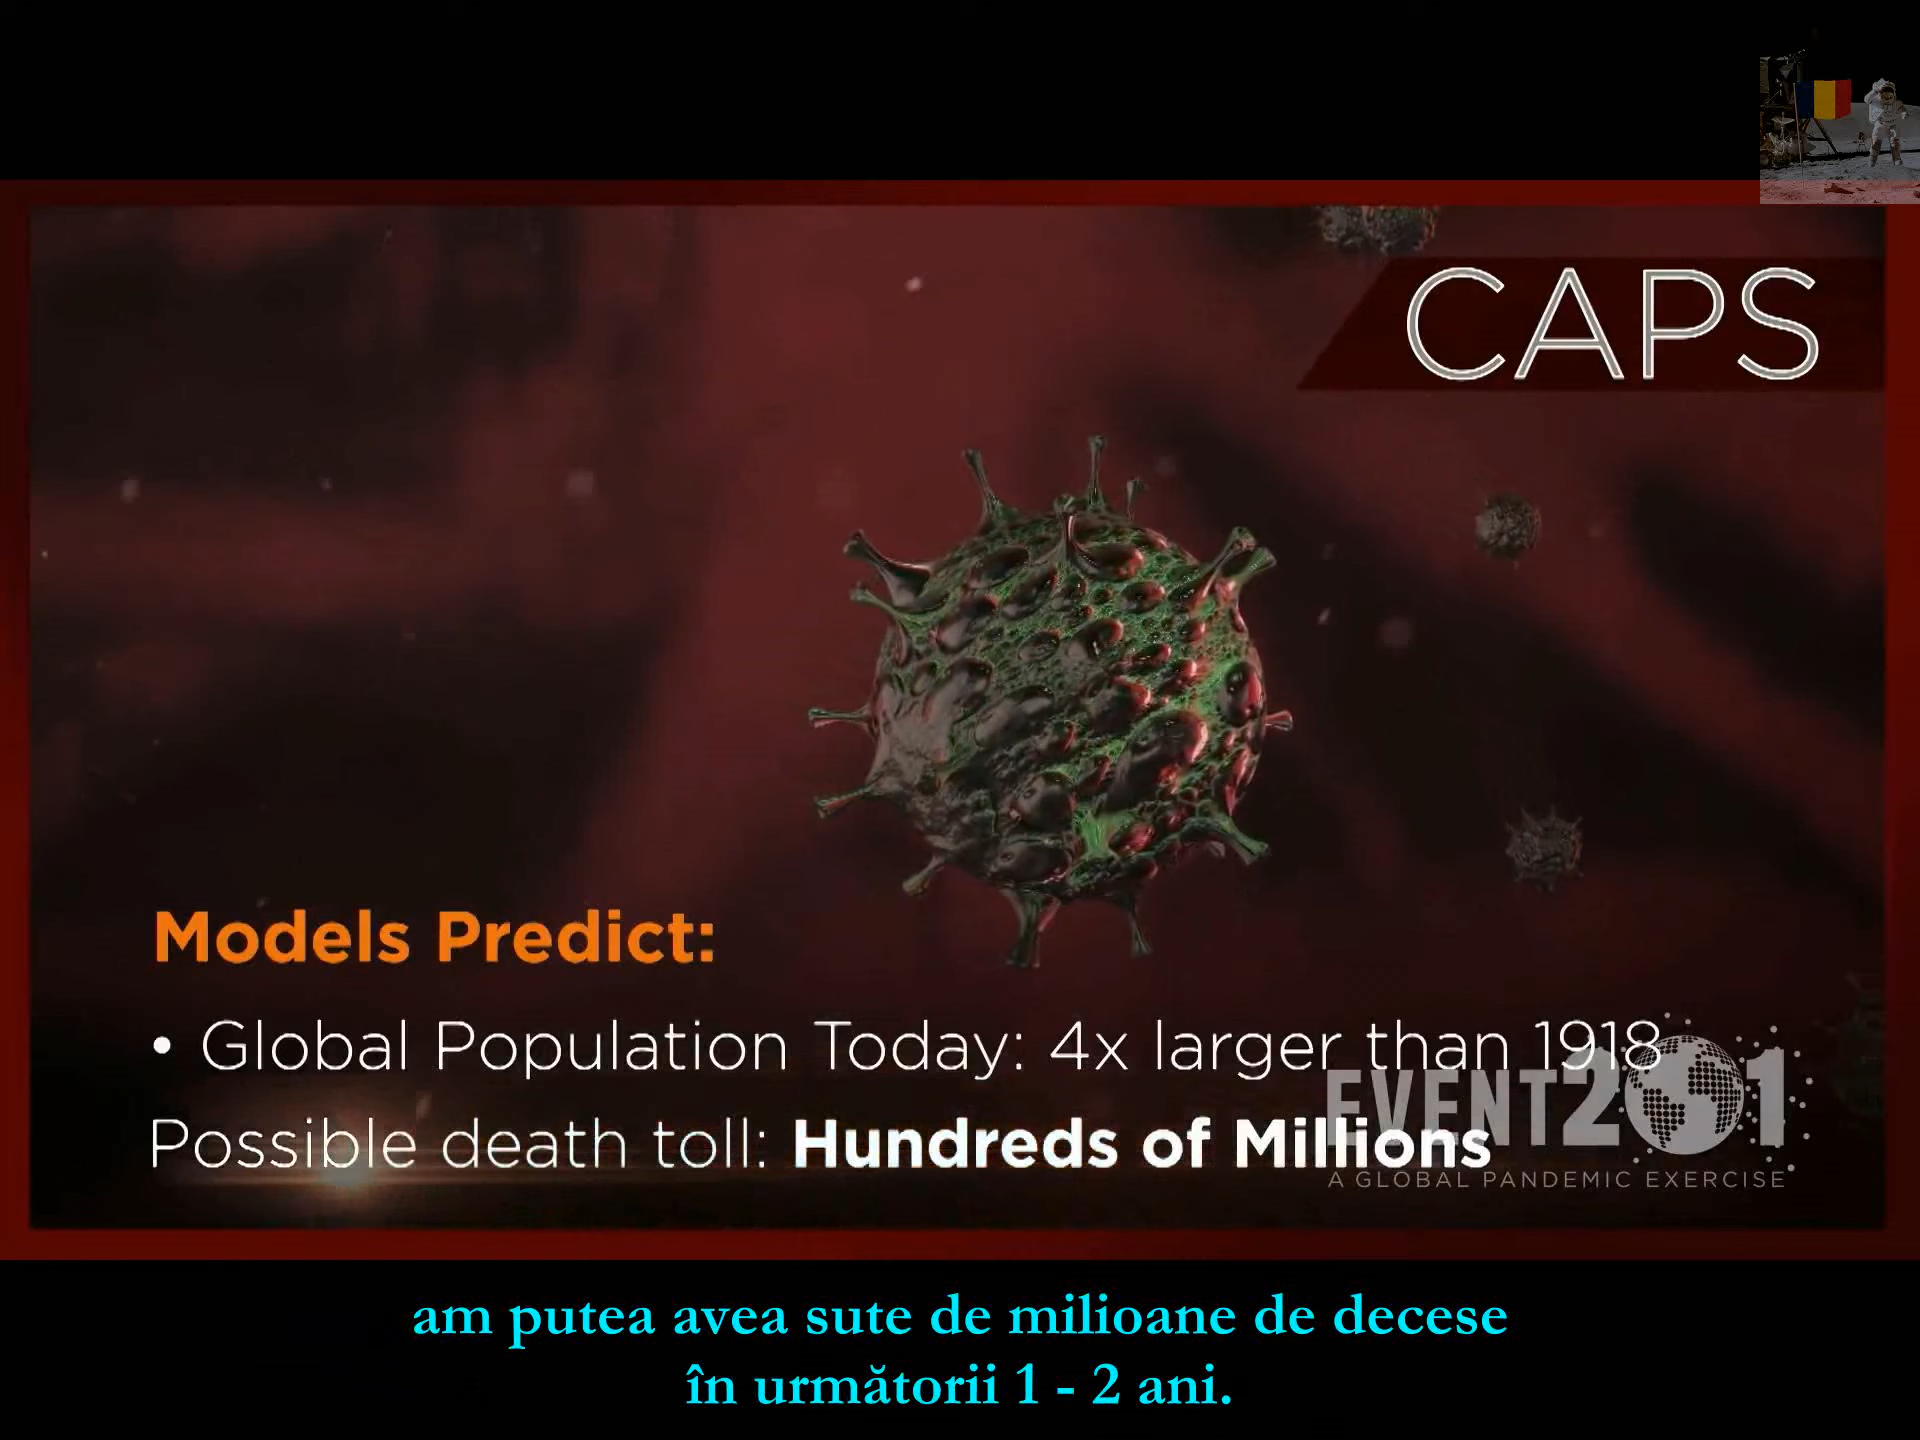 CAPS
Models Predict:
• Global Population Today: 4x larger than 1918
Possible death toll: Hundreds of Millions
EVENT201
A GLOBAL PANDEMIC EXERCISE
am putea avea sute de milioane de decese
în următorii 1 - 2 ani.